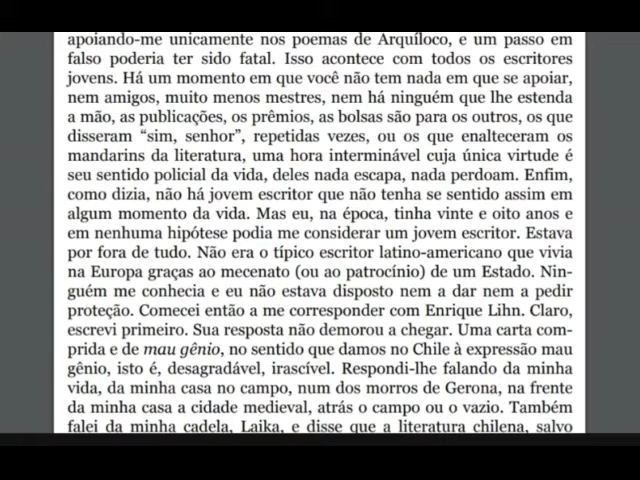 apoiando-me unicamente nos poemas de Arquíloco, e um passo em
falso poderia ter sido fatal. Isso acontece com todos os escritores
jovens. Há um momento em que você não tem nada em que se apoiar,
nem amigos, muito menos mestres, nem há ninguém que lhe estenda
a mão, as publicações, os prêmios, as bolsas são para os outros, os que
disseram “sim, senhor”, repetidas vezes, ou os que enalteceram os
mandarins da literatura, uma hora interminável cuja única virtude é
seu sentido policial da vida, deles nada escapa, nada perdoam. Enfim,
como dizia, não há jovem escritor que não tenha se sentido assim em
algum momento da vida. Mas eu, na época, tinha vinte e oito anos e
em nenhuma hipótese podia me considerar um jovem escritor. Estava
por fora de tudo. Não era o típico escritor latino-americano que vivia
na Europa graças ao mecenato (ou ao patrocínio) de um Estado. Nin-
guém me conhecia e eu não estava disposto nem a dar nem a pedir
proteção. Comecei então a me corresponder com Enrique Lihn. Claro,
escrevi primeiro. Sua resposta não demorou a chegar. Uma carta com-
prida e de mau gênio, no sentido que damos no Chile à expressão mau
gênio, isto é, desagradável, irascível. Respondi-lhe falando da minha
vida, da minha casa no campo, num dos morros de Gerona, na frente
da minha casa a cidade medieval, atrás o campo ou o vazio. Também
falei da minha cadela, Laika, e disse que a literatura chilena, salvo